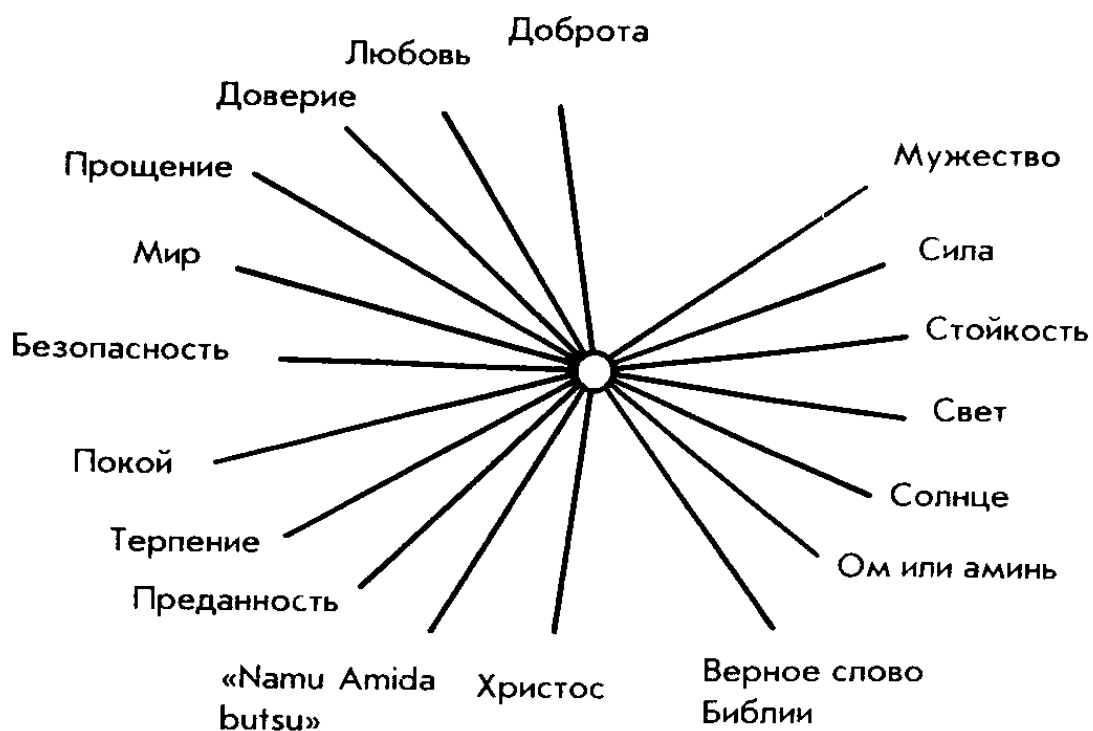 Доброта
Любовь
Доверие
Прощение
Мужество
Мир
Сила
Безопасность
Стойкость
Свет
Покой
Солнце
Терпение
Ом или аминь
Преданность
«Namu Amida
butsu»
Христос
Верное слово
Библии